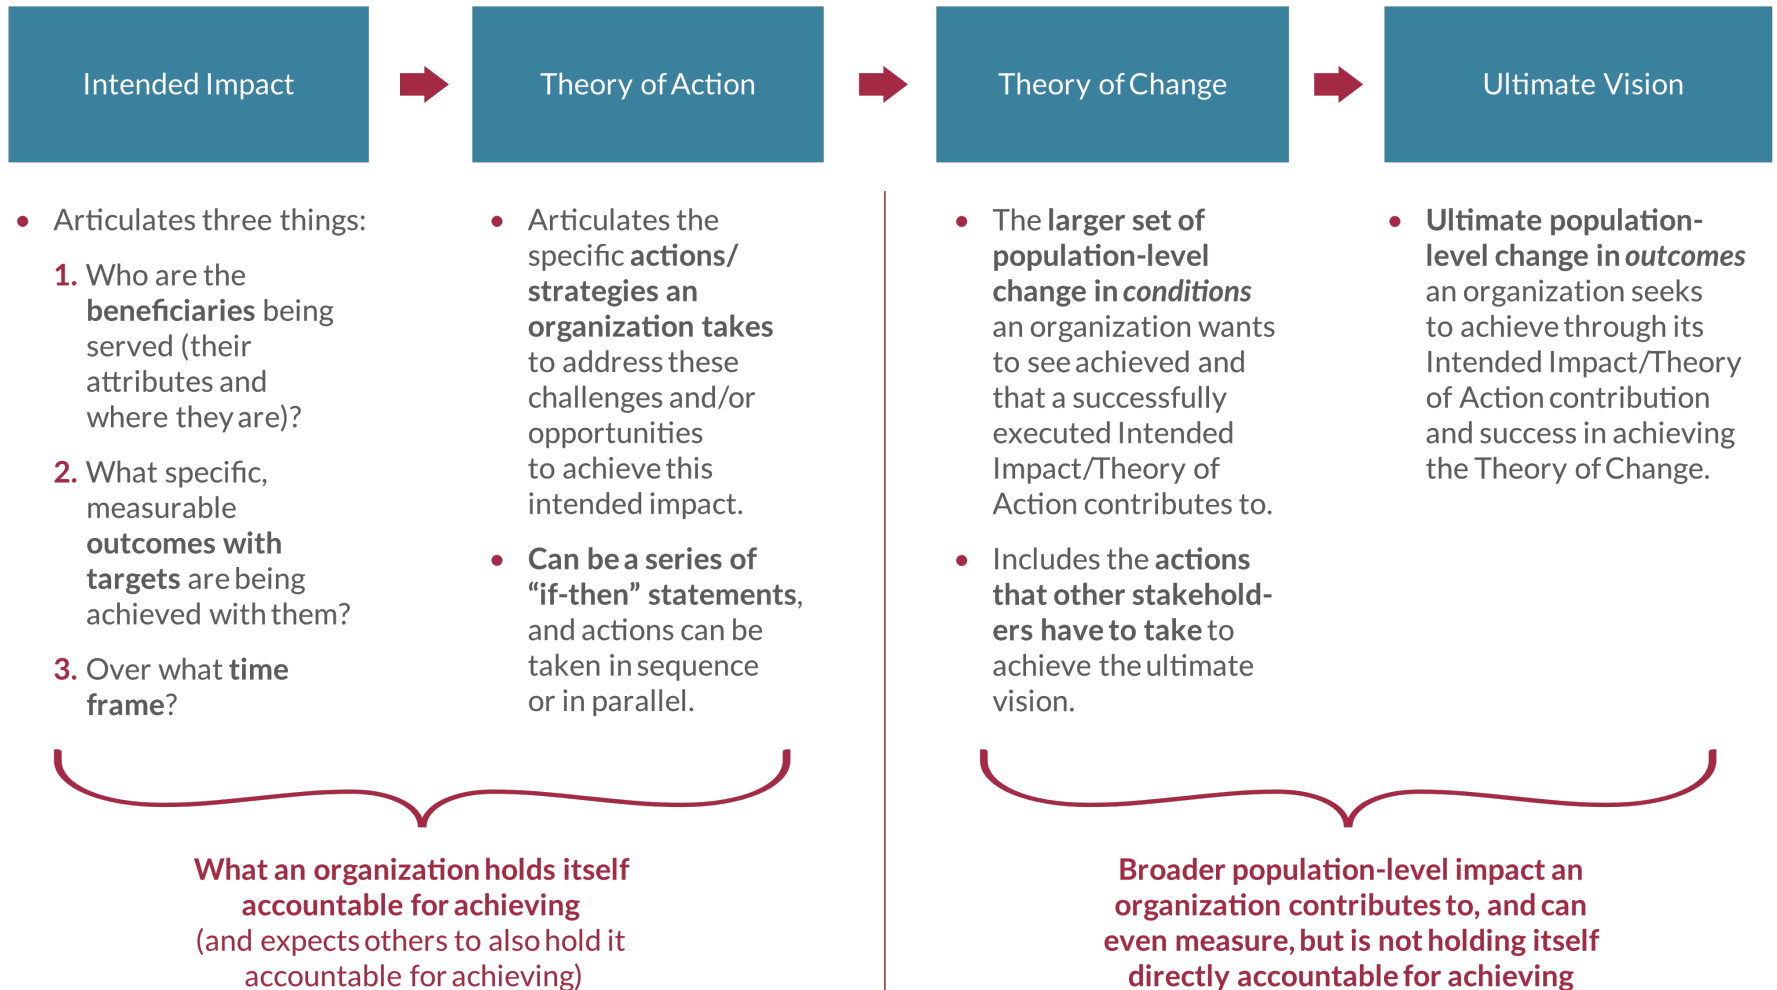 Intended Impact
Theory of Action
Theory of Change
Ultimate Vision
• Articulates three things:
1. Who are the
beneficiaries being
served (their
attributes and
where they are)?
2. What specific,
measurable
outcomes with
targets are being
achieved with them?
3. Over what time
frame?
• Articulates the
specific actions/
strategies an
organization takes
to address these
challenges and/or
opportunities
to achieve this
intended impact.
• Can be a series of
“if-then” statements,
and actions can be
taken in sequence
or in parallel.
What an organization holds itself
accountable for achieving
(and expects others to also hold it
accountable for achieving)
• The larger set of
population-level
change in conditions
an organization wants
to see achieved and
that a successfully
executed Intended
Impact/Theory of
Action contributes to.
• Includes the actions
that other stakehold-
ers have to take to
achieve the ultimate
vision.
• Ultimate population-
level change in outcomes
an organization seeks
to achieve through its
Intended Impact/Theory
of Action contribution
and success in achieving
the Theory of Change.
Broader population-level impact an
organization contributes to, and can
even measure, but is not holding itself
directly accountable for achieving